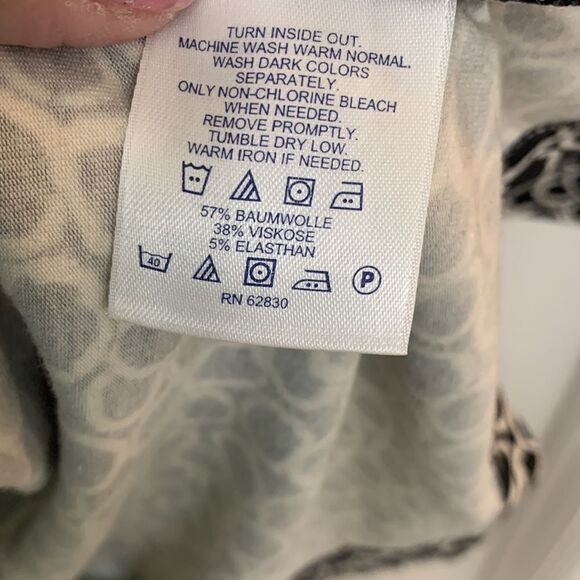 TURN INSIDE OUT.
MACHINE WASH WARM NORMAL.
WASH DARK COLORS
SEPARATELY.
ONLY NON-CHLORINE BLEACH
WHEN NEEDED.
REMOVE PROMPTLY.
TUMBLE DRY LOW.
WARM IRON IF NEEDED.
57% BAUMWOLLE
38% VISKOSE
5% ELASTHAN
40 P
RN 62830